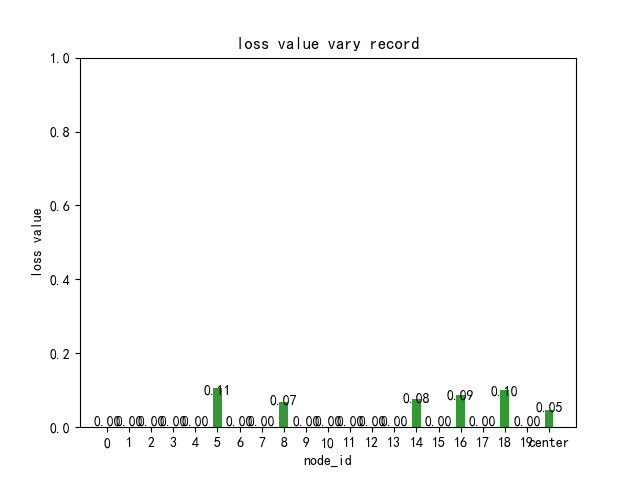 loss value vary record
1.0
0.8
0.6
0.4
0.2
0.0
loss value
0.00 0.00 0.00 0.00 0.00 0.11 0.00 0.00 0.07 0.00 0.00 0.00 0.00 0.00 0.08 0.00 0.09 0.00 0.10 0.00 0.05
0 1 2 3 4 5 6 7 8 9 10 11 12 13 14 15 16 17 18 19 center
node_id